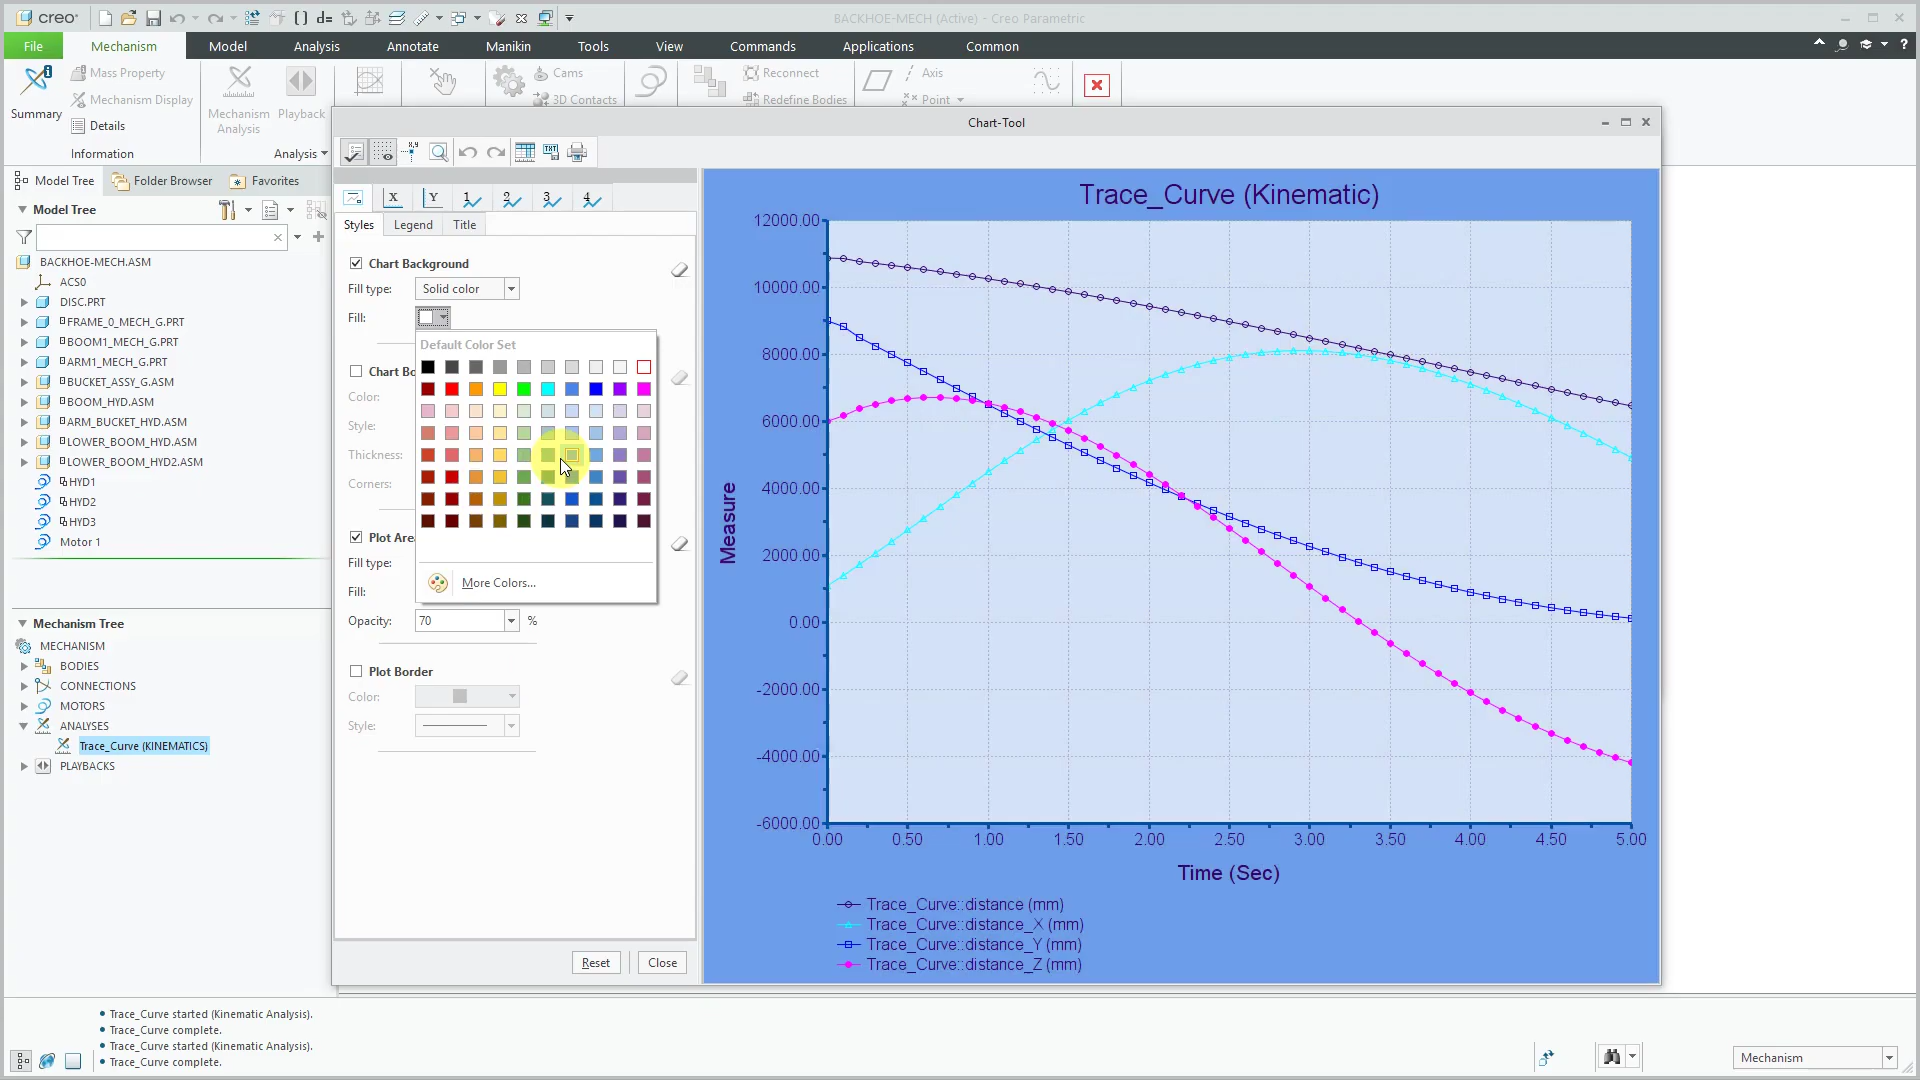 creo°
d=
BACKHOE-MECH (Active) - Creo Parametric
File
Mechanism
Model
Analysis
Annotate
Manikin
Tools
View
Commands
Applications
Common
?
Mass Property
Cams
Reconnect
Axis
Summary
Mechanism Display
Mechanism Analysis
Playback
3D Contacts
Redefine Bodies
Point
Details
Information
Analysis
Chart-Tool
X,Y
TXT
Model Tree
Folder Browser
Favorites
X
Y
1
2
3
4
Model Tree
Styles
Legend
Title
BACKHOE-MECH.ASM
ACS0
DISC.PRT
FRAME_0_MECH_G.PRT
BOOM1_MECH_G.PRT
ARM1_MECH_G.PRT
BUCKET_ASSY_G.ASM
BOOM_HYD.ASM
ARM_BUCKET_HYD.ASM
LOWER_BOOM_HYD.ASM
LOWER_BOOM_HYD2.ASM
HYD1
HYD2
HYD3
Motor 1
Mechanism Tree
MECHANISM
BODIES
CONNECTIONS
MOTORS
ANALYSES
Trace_Curve (KINEMATICS)
PLAYBACKS
Chart Background
Fill type:
Solid color
Fill:
Default Color Set
Chart Bo
Color:
Style:
Thickness:
Corners:
Plot Are
Fill type:
Fill:
More Colors...
Opacity:
70
%
Plot Border
Color:
Style:
Reset
Close
Trace_Curve (Kinematic)
12000.00
10000.00
8000.00
6000.00
4000.00
2000.00
0.00
-2000.00
-4000.00
-6000.00
Measure
0.00
0.50
1.00
1.50
2.00
2.50
3.00
3.50
4.00
4.50
5.00
Time (Sec)
Trace_Curve::distance (mm)
Trace_Curve::distance_X (mm)
Trace_Curve::distance_Y (mm)
Trace_Curve::distance_Z (mm)
Trace_Curve started (Kinematic Analysis).
Trace_Curve complete.
Trace_Curve started (Kinematic Analysis).
Trace_Curve complete.
Mechanism